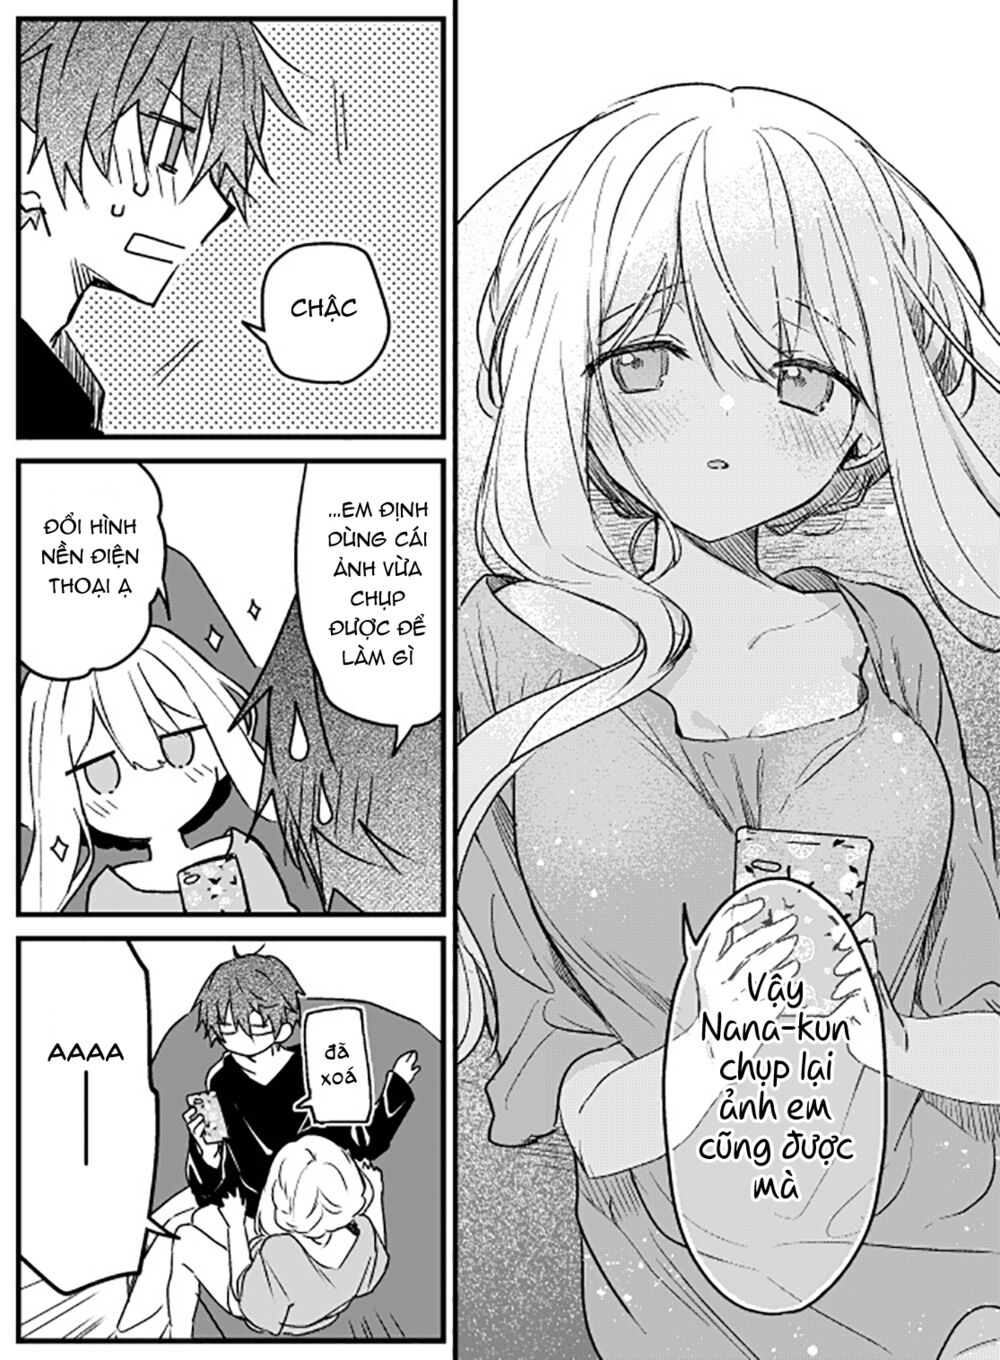 Vậy
Nana-kun
chụp lại
ảnh em
cũng được
mà
CHẬC
...EM ĐỊNH
DÙNG CÁI
ẢNH VỪA
CHỤP
ĐƯỢC ĐỂ
LÀM GÌ
ĐỔI HÌNH
NỀN ĐIỆN
THOẠI Ạ
đã
xoá
AAAA